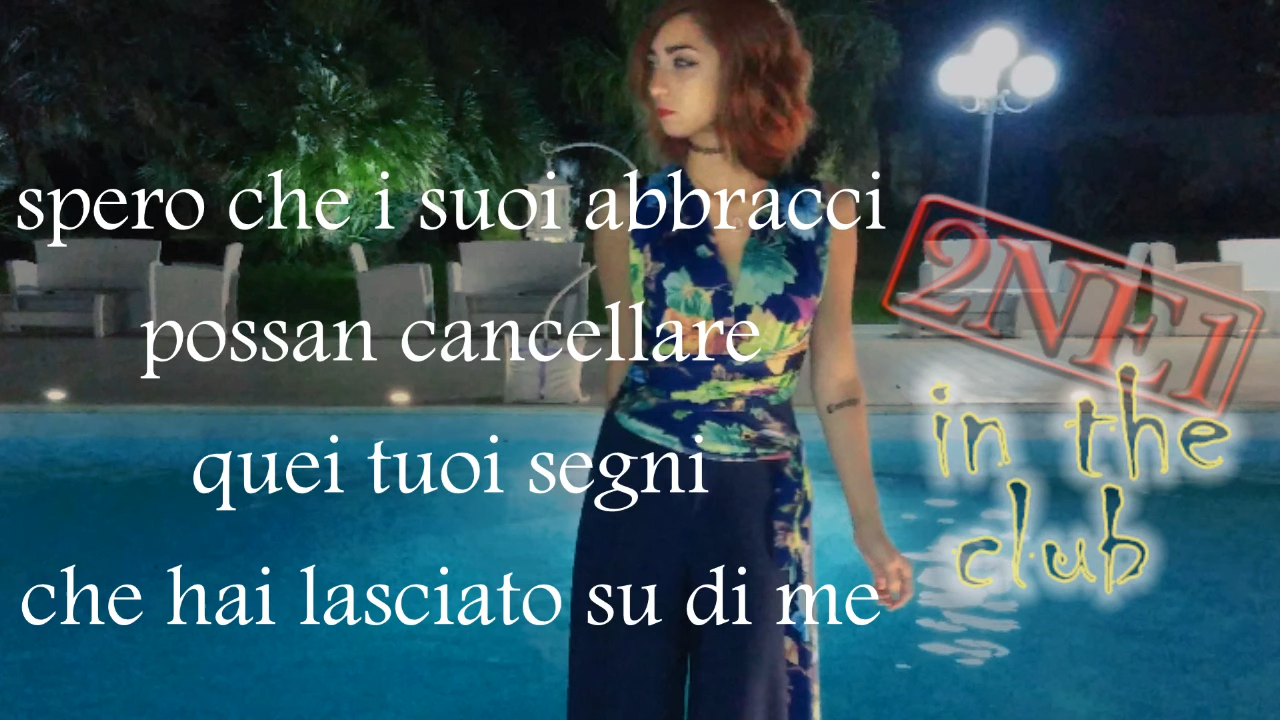 spero che i suoi abbracci
possan cancellare
quei tuoi segni
che hai lasciato su di me
2NE1
in the
club